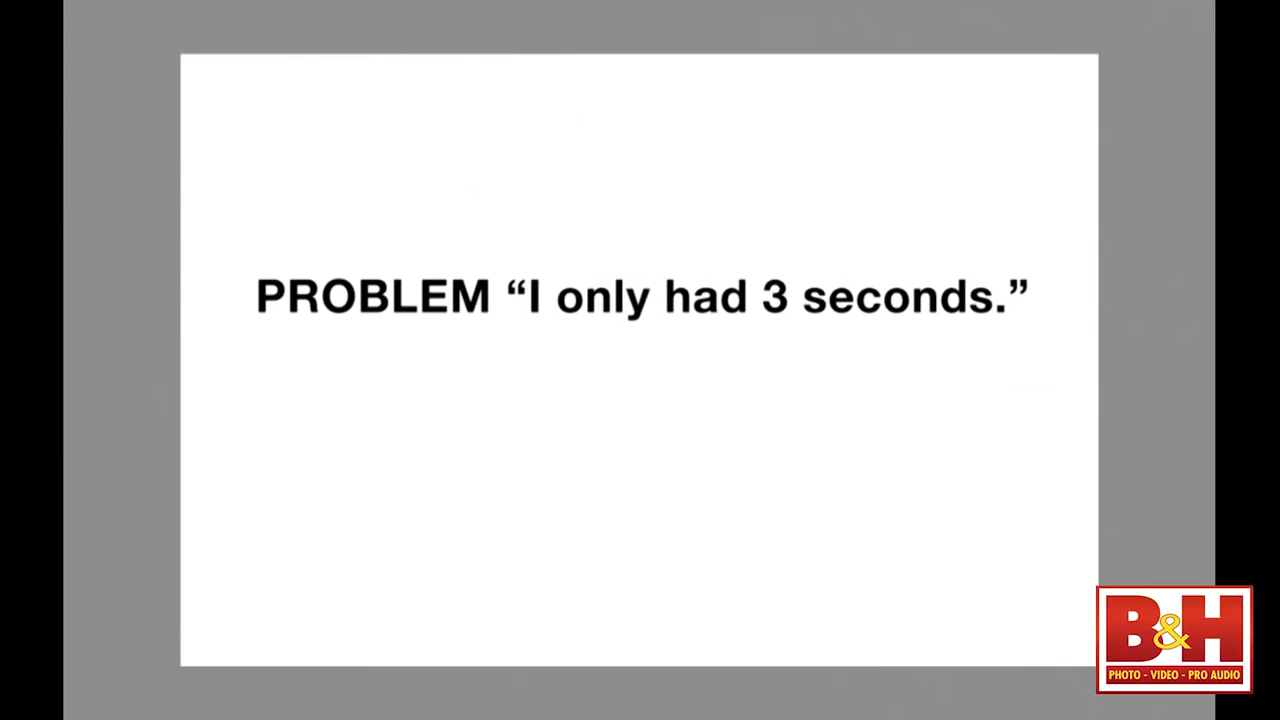 PROBLEM “I only had 3 seconds.”
B&H
PHOTO - VIDEO - PRO AUDIO